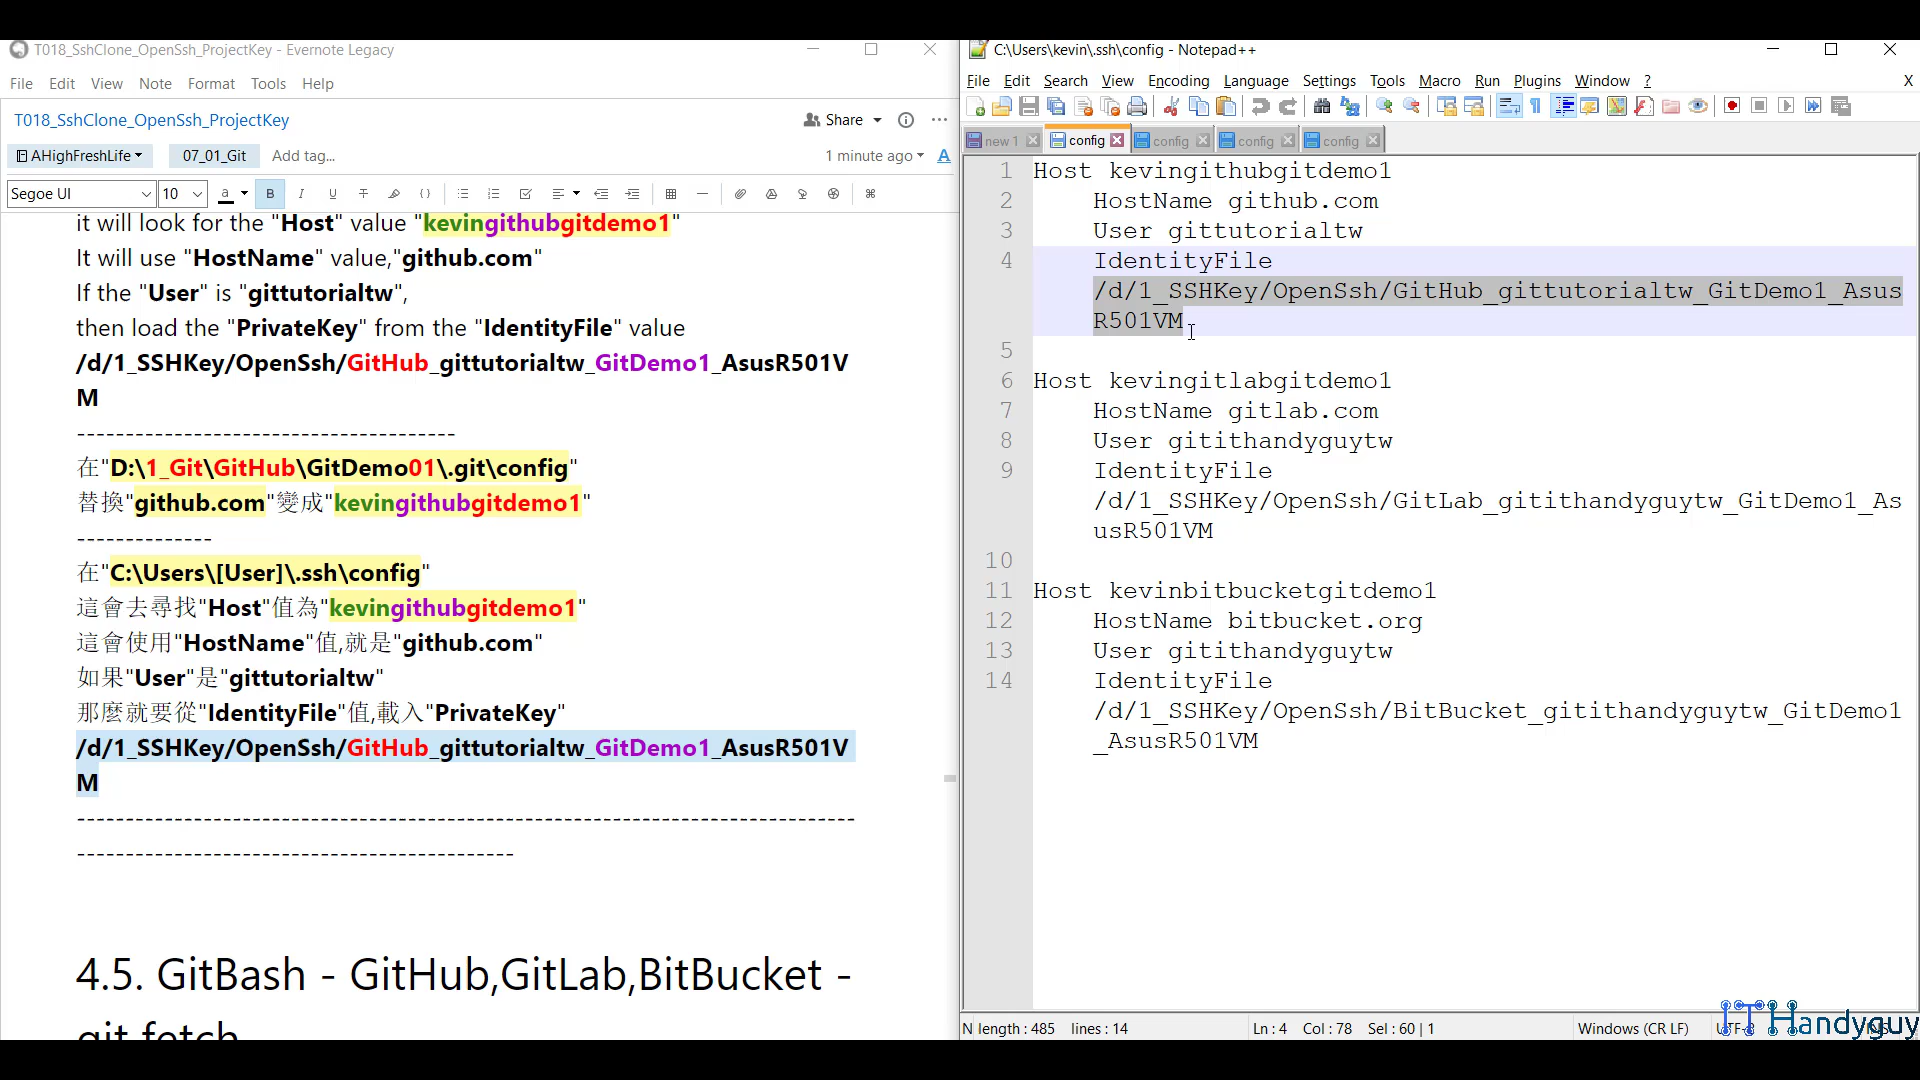 T018_SshClone_OpenSsh_ProjectKey - Evernote Legacy
File Edit View Note Format Tools Help
T018_SshClone_OpenSsh_ProjectKey
Share
AHighFreshLife
07_01_Git
Add tag...
1 minute ago
Segoe UI
10
it will look for the "Host" value "kevingithubgitdemo1"
It will use "HostName" value,"github.com"
If the "User" is "gittutorialtw",
then load the "PrivateKey" from the "IdentityFile" value
/d/1_SSHKey/OpenSsh/GitHub_gittutorialtw_GitDemo1_AsusR501V
M
--------------------------------------
在"D:\1_Git\GitHub\GitDemo01\.git\config"
替換"github.com"變成"kevingithubgitdemo1"
--------------
在"C:\Users\[User]\.ssh\config"
這會去尋找"Host"值為"kevingithubgitdemo1"
這會使用"HostName"值,就是"github.com"
如果"User"是"gittutorialtw"
那麼就要從"IdentityFile"值,載入"PrivateKey"
/d/1_SSHKey/OpenSsh/GitHub_gittutorialtw_GitDemo1_AsusR501V
M
------------------------------------------------------------------------------
--------------------------------------------
4.5. GitBash - GitHub,GitLab,BitBucket -
git fetch
C:\Users\kevin\.ssh\config - Notepad++
File Edit Search View Encoding Language Settings Tools Macro Run Plugins Window ? X
new 1 config config config config
1 Host kevingithubgitdemo1
2 HostName github.com
3 User gittutorialtw
4 IdentityFile
/d/1_SSHKey/OpenSsh/GitHub_gittutorialtw_GitDemo1_Asus
R501VM
5
6 Host kevingitlabgitdemo1
7 HostName gitlab.com
8 User gitithandyguytw
9 IdentityFile
/d/1_SSHKey/OpenSsh/GitLab_gitithandyguytw_GitDemo1_As
usR501VM
10
11 Host kevinbitbucketgitdemo1
12 HostName bitbucket.org
13 User gitithandyguytw
14 IdentityFile
/d/1_SSHKey/OpenSsh/BitBucket_gitithandyguytw_GitDemo1
_AsusR501VM
N length : 485 lines : 14 Ln : 4 Col : 78 Sel : 60 | 1 Windows (CR LF) UTF-8 INS
IT Handyguy